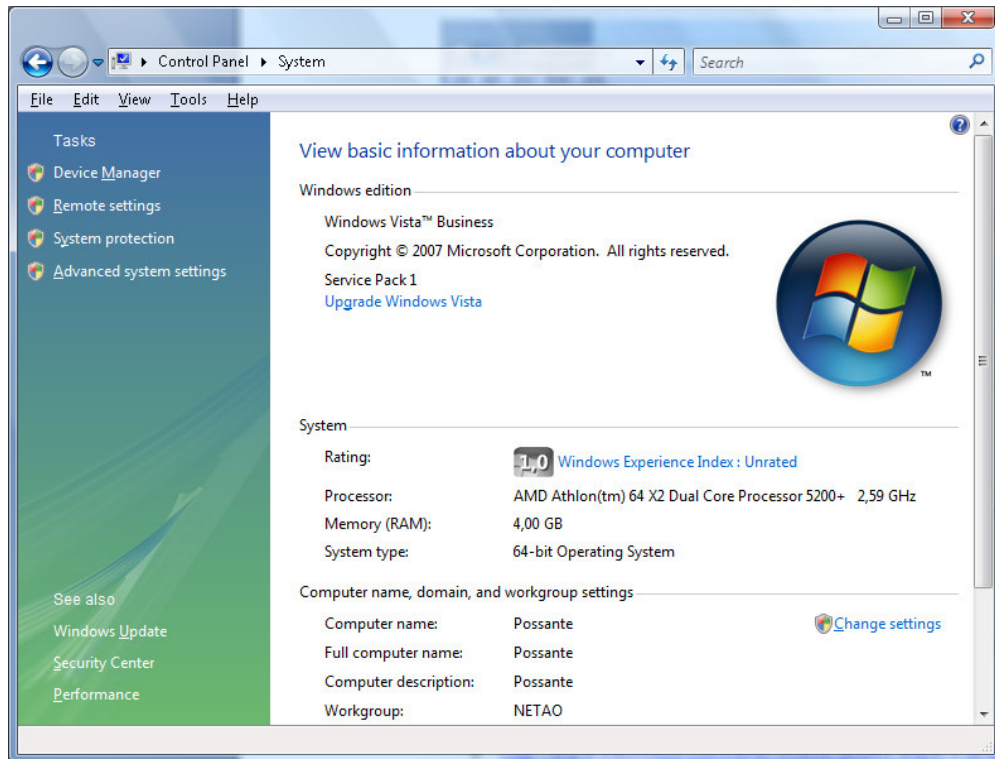 Control Panel System
Search
File Edit View Tools Help
Tasks
Device Manager
Remote settings
System protection
Advanced system settings
See also
Windows Update
Security Center
Performance
View basic information about your computer
Windows edition
Windows Vista™ Business
Copyright © 2007 Microsoft Corporation. All rights reserved.
Service Pack 1
Upgrade Windows Vista
TM
System
Rating: 1,0 Windows Experience Index : Unrated
Processor: AMD Athlon(tm) 64 X2 Dual Core Processor 5200+ 2,59 GHz
Memory (RAM): 4,00 GB
System type: 64-bit Operating System
Computer name, domain, and workgroup settings
Computer name: Possante Change settings
Full computer name: Possante
Computer description: Possante
Workgroup: NETAO